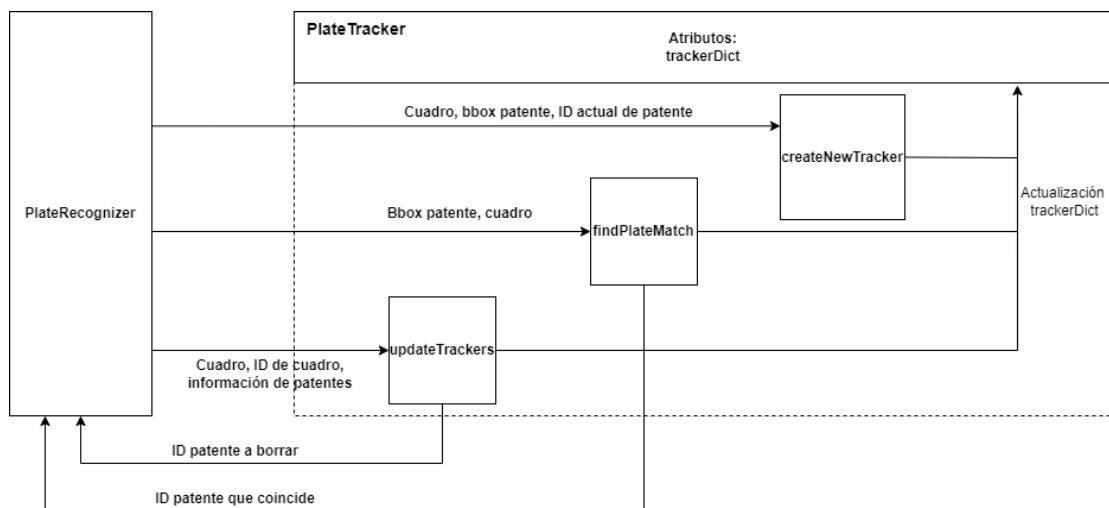 PlateTracker
Atributos:
trackerDict
Cuadro, bbox patente, ID actual de patente
createNewTracker
PlateRecognizer
Bbox patente, cuadro
findPlateMatch
Actualización
trackerDict
updateTrackers
Cuadro, ID de cuadro,
información de patentes
ID patente a borrar
ID patente que coincide